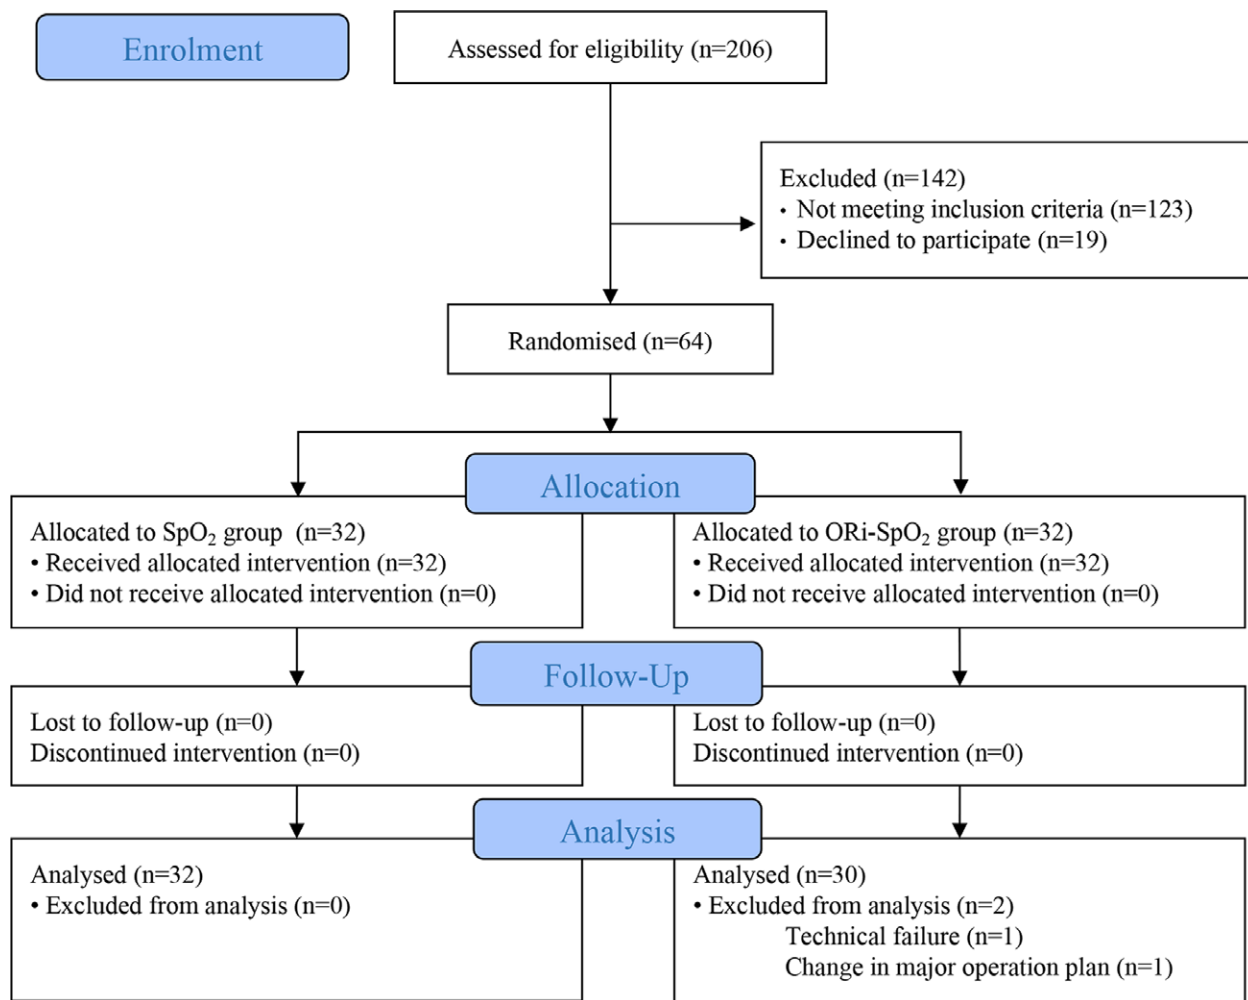 Enrolment
Assessed for eligibility (n=206)
Excluded (n=142)
· Not meeting inclusion criteria (n=123)
· Declined to participate (n=19)
Randomised (n=64)
Allocation
Allocated to SpO₂ group (n=32)
• Received allocated intervention (n=32)
• Did not receive allocated intervention (n=0)
Allocated to ORi-SpO₂ group (n=32)
• Received allocated intervention (n=32)
• Did not receive allocated intervention (n=0)
Follow-Up
Lost to follow-up (n=0)
Discontinued intervention (n=0)
Lost to follow-up (n=0)
Discontinued intervention (n=0)
Analysis
Analysed (n=32)
• Excluded from analysis (n=0)
Analysed (n=30)
• Excluded from analysis (n=2)
Technical failure (n=1)
Change in major operation plan (n=1)